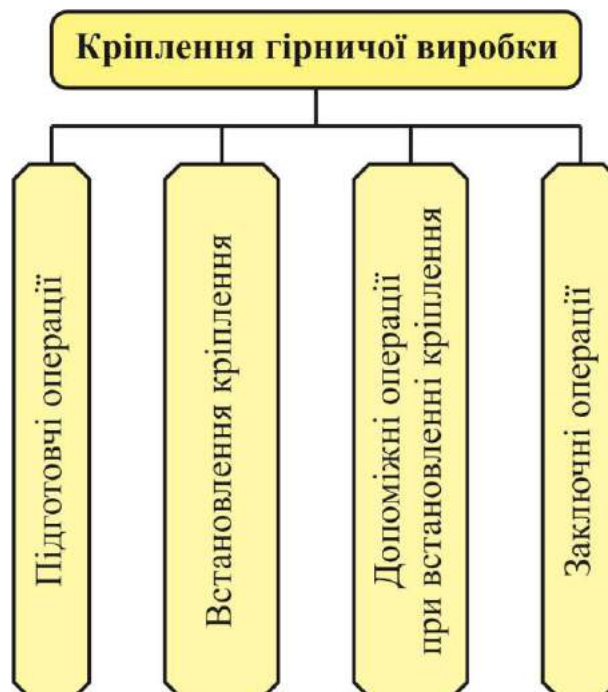 Кріплення гірничої виробки
Підготовчі операції
Встановлення кріплення
Допоміжні операції
при встановленні кріплення
Заключні операції